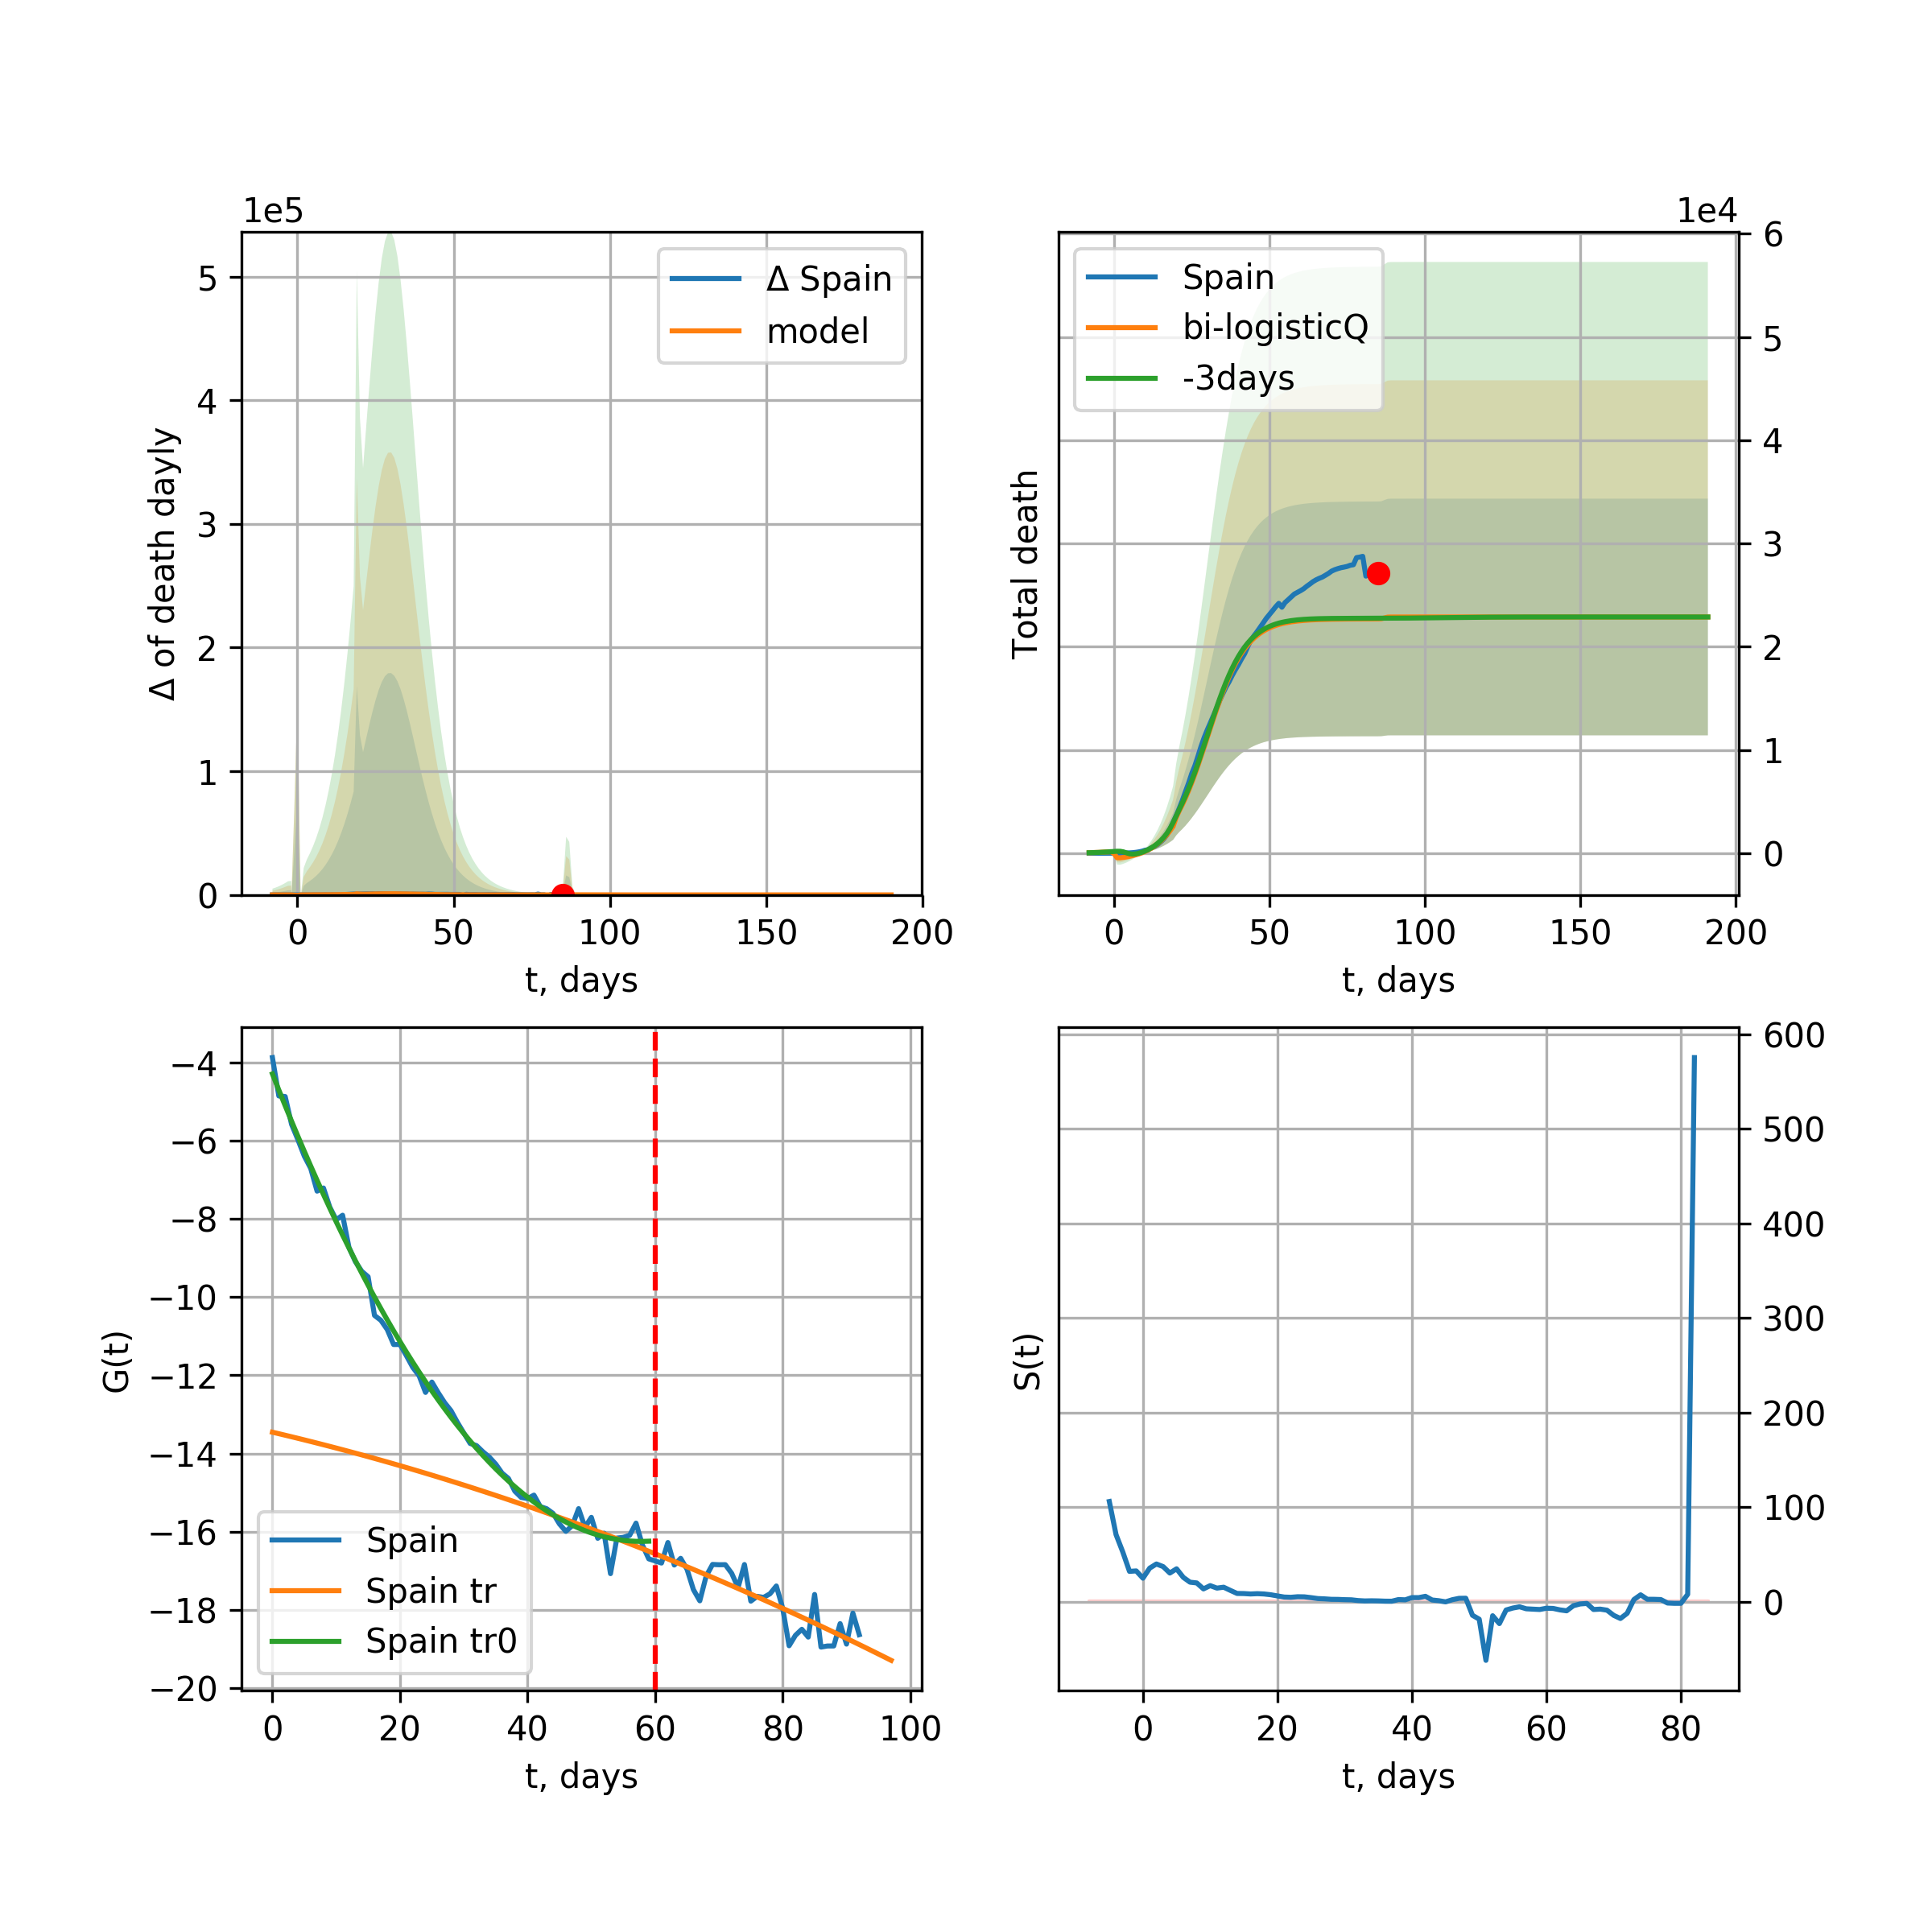 1e5
5
4
3
2
1
0
Δ of death dayly
Δ Spain
model
0 50 100 150 200
t, days
1e4
6
5
4
3
2
1
0
Total death
Spain
bi-logisticQ
-3days
0 50 100 150 200
t, days
−4
−6
−8
−10
−12
−14
−16
−18
−20
G(t)
Spain
Spain tr
Spain tr0
0 20 40 60 80 100
t, days
600
500
400
300
200
100
0
S(t)
0 20 40 60 80
t, days